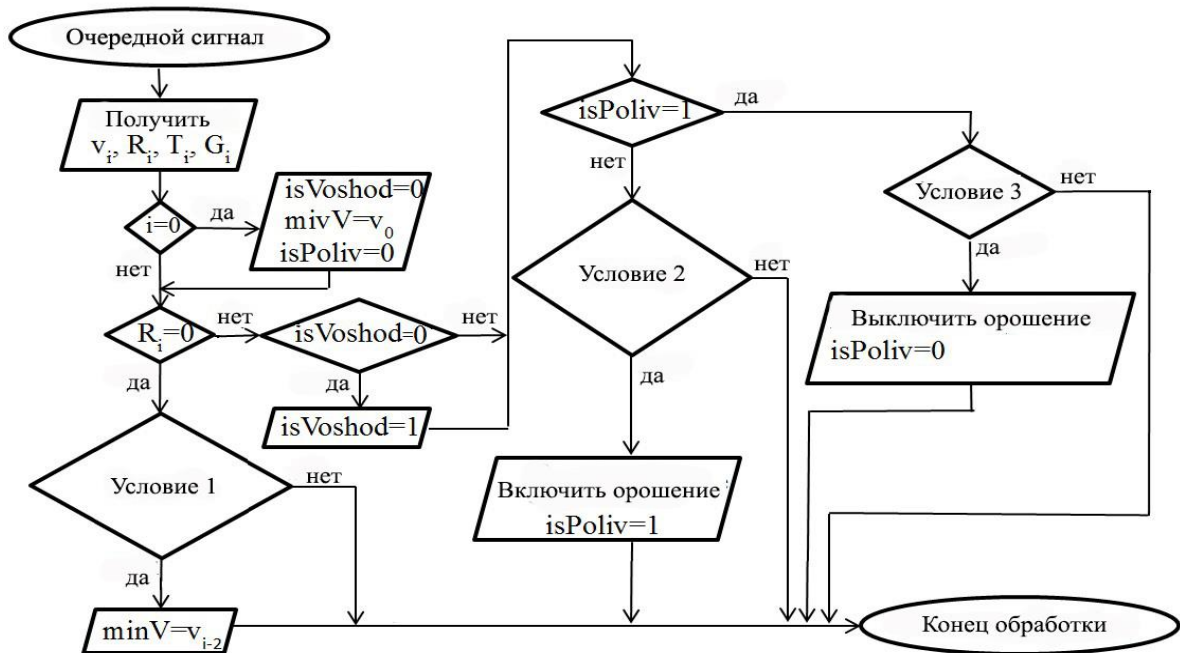 Очередной сигнал
Получить
vᵢ, Rᵢ, Tᵢ, Gᵢ
i=0
да
нет
isVoshod=0
mivV=v₀
isPoliv=0
Rᵢ=0
нет
да
isVoshod=0
нет
да
isVoshod=1
Условие 1
нет
да
minV=vᵢ₋₂
isPoliv=1
да
нет
Условие 2
нет
да
Включить орошение
isPoliv=1
Условие 3
нет
да
Выключить орошение
isPoliv=0
Конец обработки